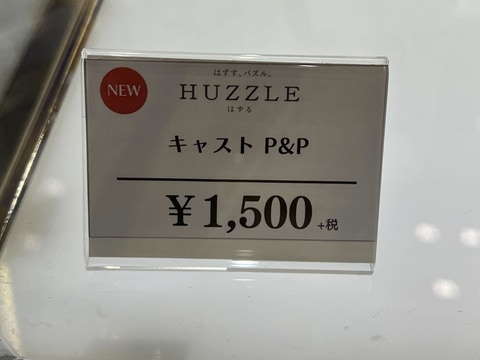 NEW
はずす、パズル。
HUZZLE
はずる
キャスト P&P
¥1,500 +税